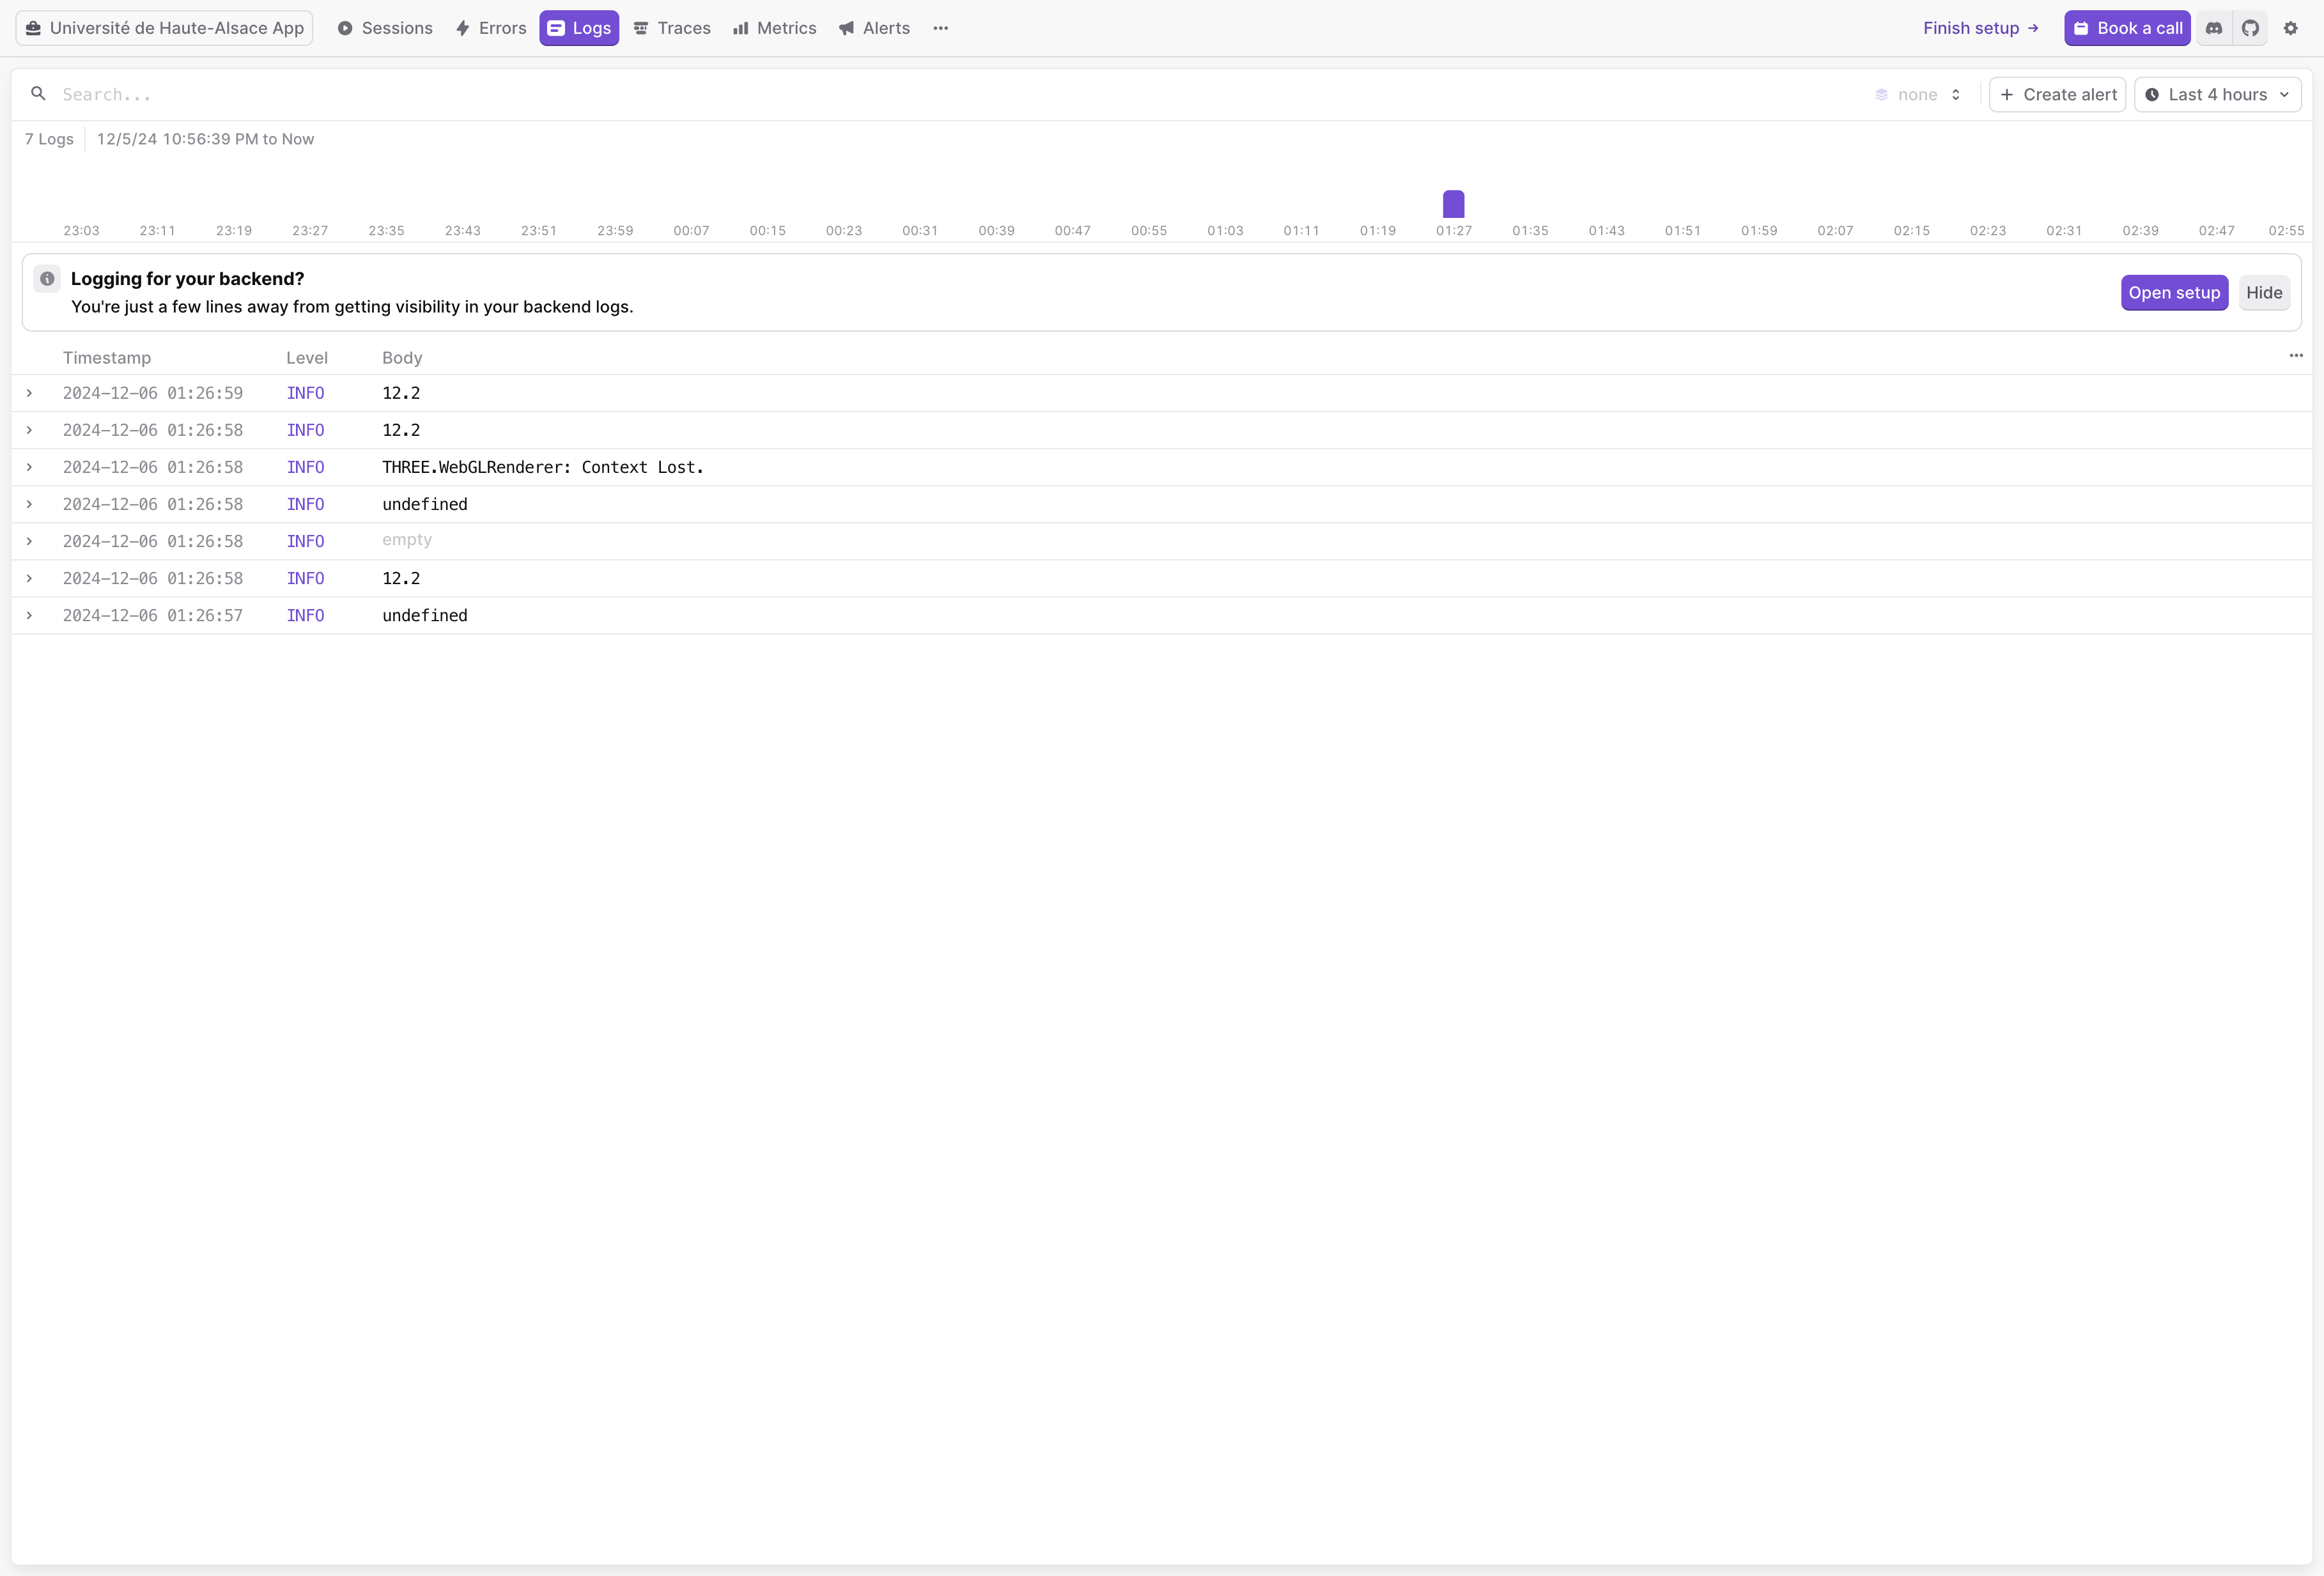 Université de Haute-Alsace App Sessions Errors Logs Traces Metrics Alerts Finish setup → Book a call
Search... none + Create alert Last 4 hours
7 Logs 12/5/24 10:56:39 PM to Now
23:03 23:11 23:19 23:27 23:35 23:43 23:51 23:59 00:07 00:15 00:23 00:31 00:39 00:47 00:55 01:03 01:11 01:19 01:27 01:35 01:43 01:51 01:59 02:07 02:15 02:23 02:31 02:39 02:47 02:55
Logging for your backend?
You're just a few lines away from getting visibility in your backend logs.
Open setup Hide
Timestamp Level Body
2024-12-06 01:26:59 INFO 12.2
2024-12-06 01:26:58 INFO 12.2
2024-12-06 01:26:58 INFO THREE.WebGLRenderer: Context Lost.
2024-12-06 01:26:58 INFO undefined
2024-12-06 01:26:58 INFO empty
2024-12-06 01:26:58 INFO 12.2
2024-12-06 01:26:57 INFO undefined